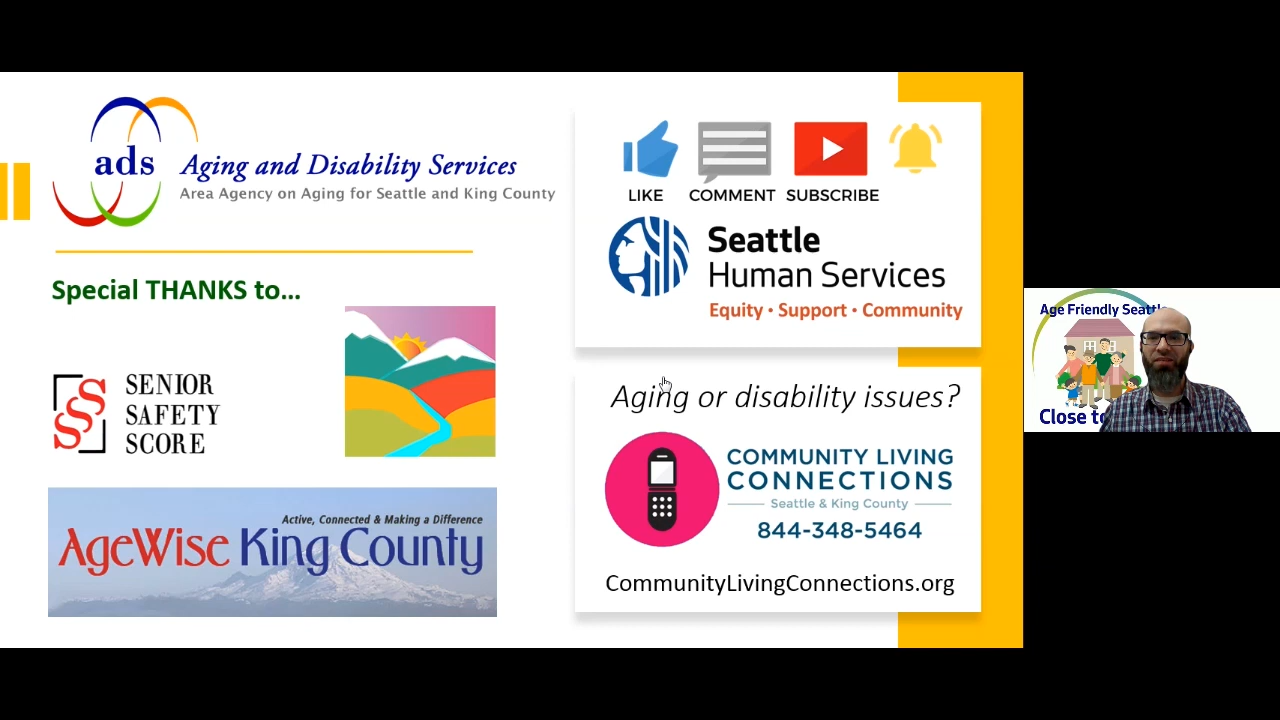 ads
Aging and Disability Services
Area Agency on Aging for Seattle and King County
Special THANKS to...
SSS
SENIOR
SAFETY
SCORE
Active, Connected & Making a Difference
AgeWise King County
LIKE
COMMENT
SUBSCRIBE
Seattle
Human Services
Equity • Support • Community
Aging or disability issues?
COMMUNITY LIVING
CONNECTIONS
Seattle & King County
844-348-5464
CommunityLivingConnections.org
Age Friendly Seattle
Close to